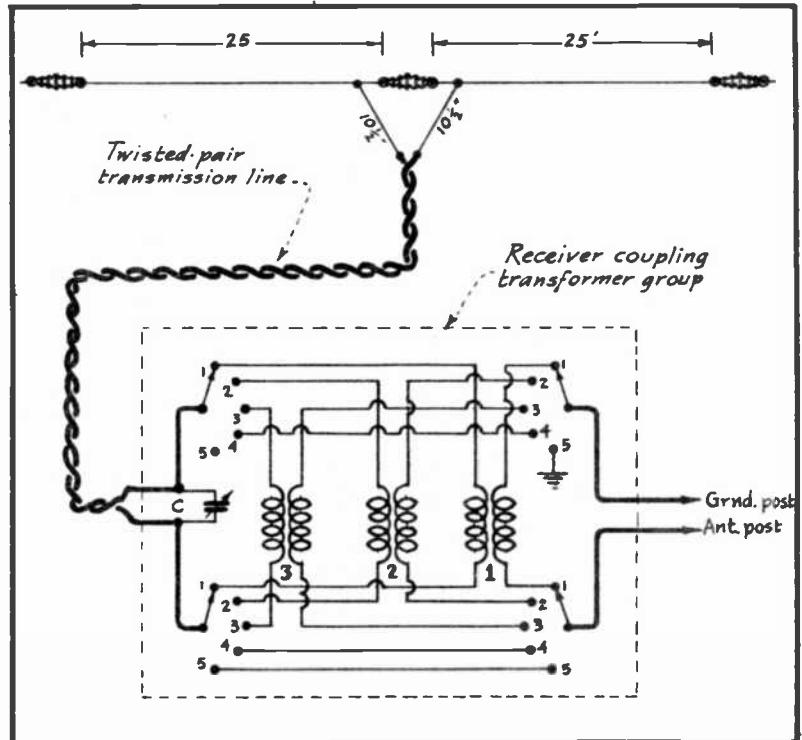 25 25'
10½" 10½"
Twisted-pair
transmission line
Receiver coupling
transformer group
1 1
2 2
3 3
4 4
5 5
C
Grnd. post
Ant. post
3 2 1
1 1
2 2
3 3
4 4
5 5